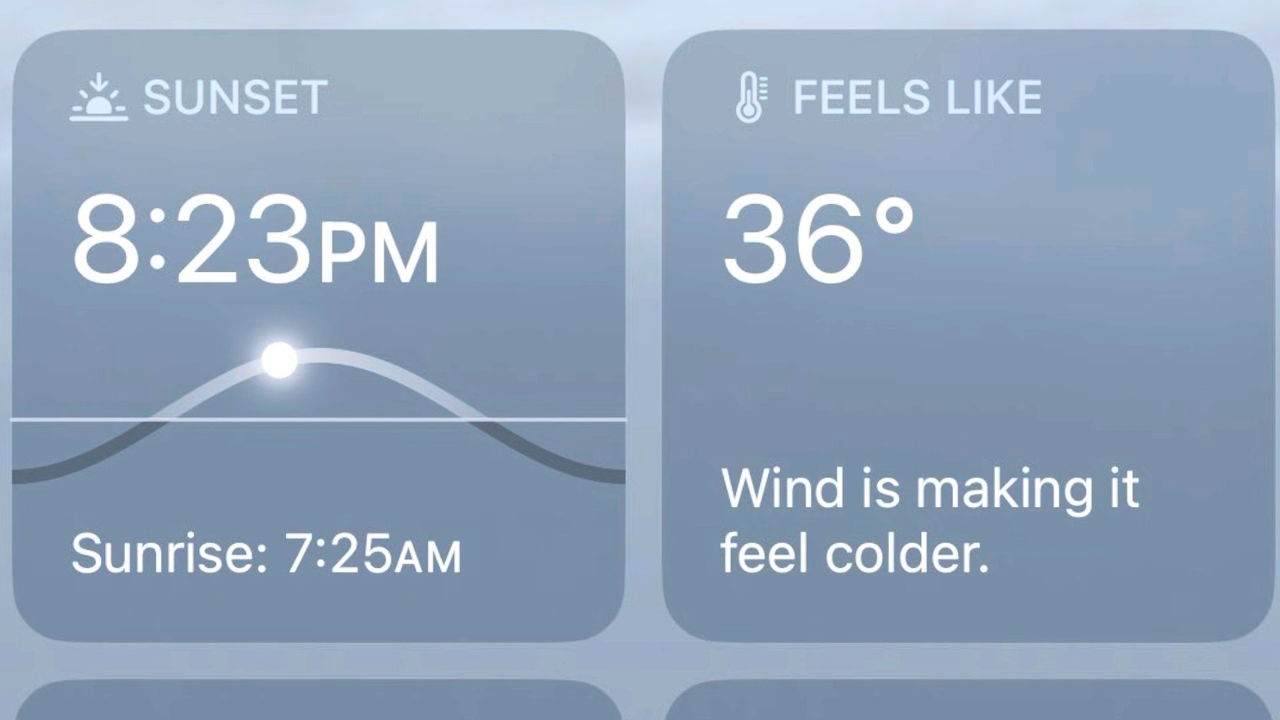 SUNSET
8:23PM
Sunrise: 7:25AM
FEELS LIKE
36°
Wind is making it
feel colder.